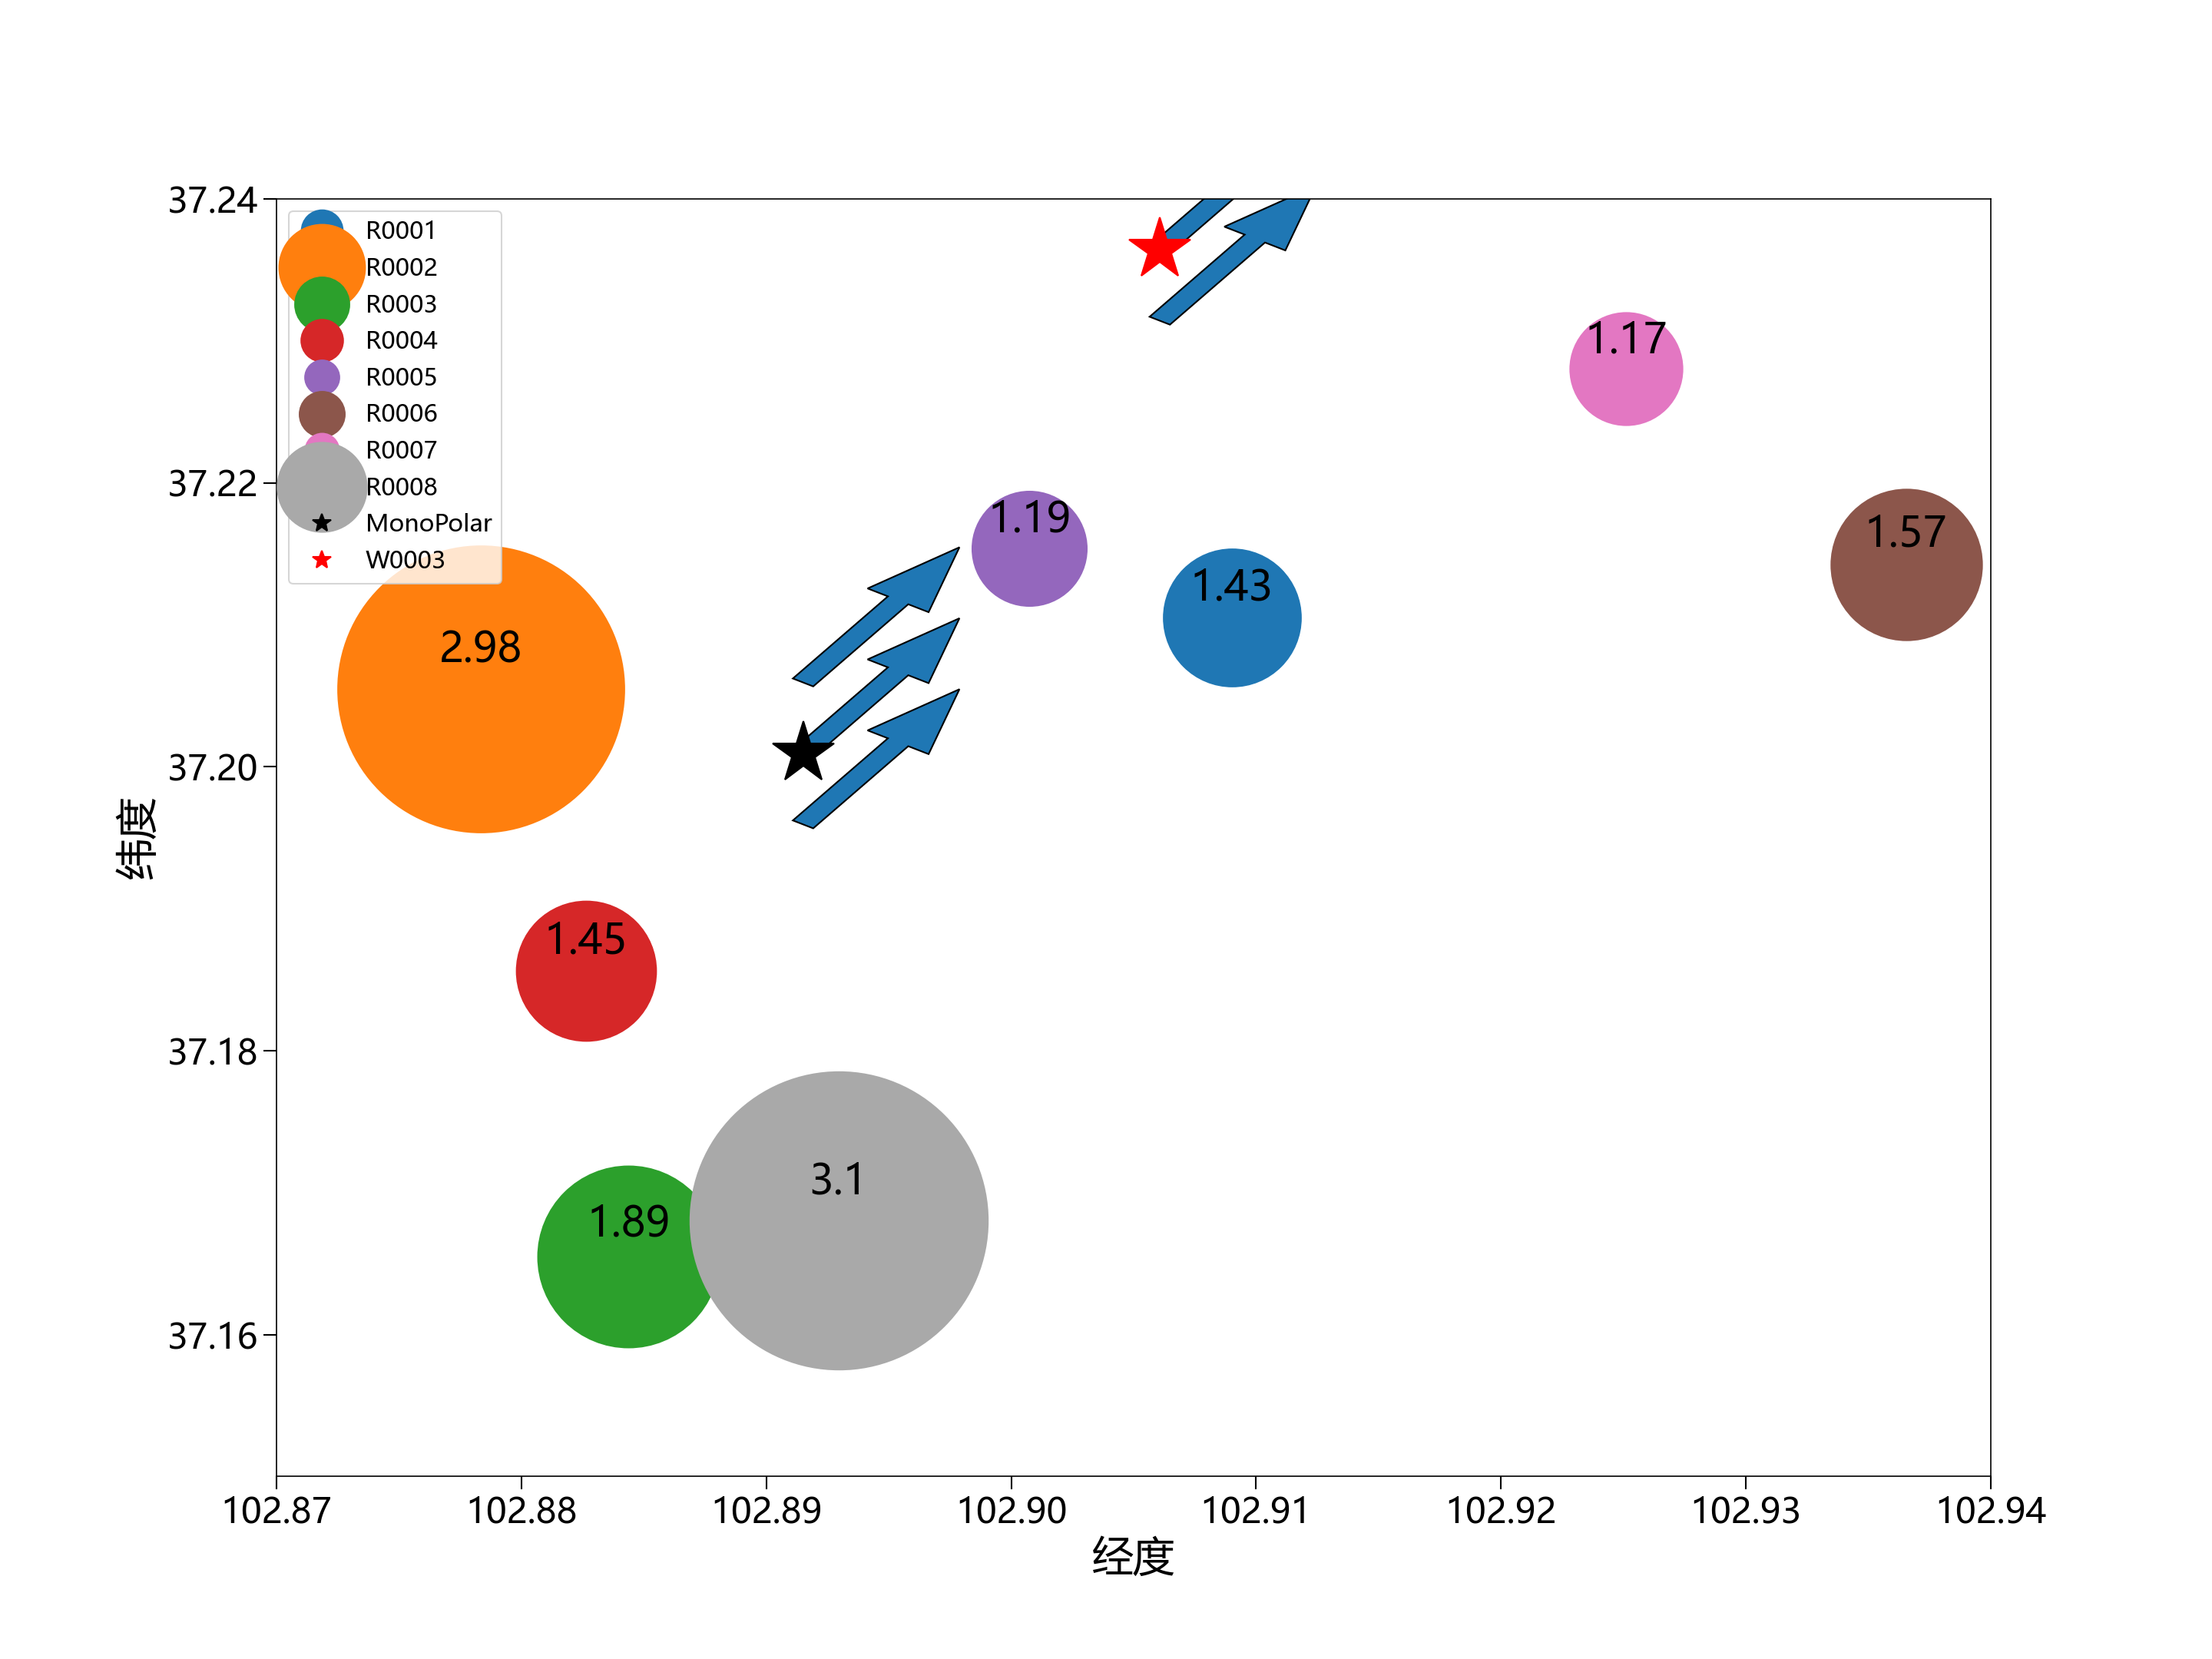 37.24
37.22
37.20
37.18
37.16
纬度
R0001
R0002
R0003
R0004
R0005
R0006
R0007
R0008
MonoPolar
W0003
1.17
1.19
1.57
1.43
2.98
1.45
3.1
1.89
102.87 102.88 102.89 102.90 102.91 102.92 102.93 102.94
经度